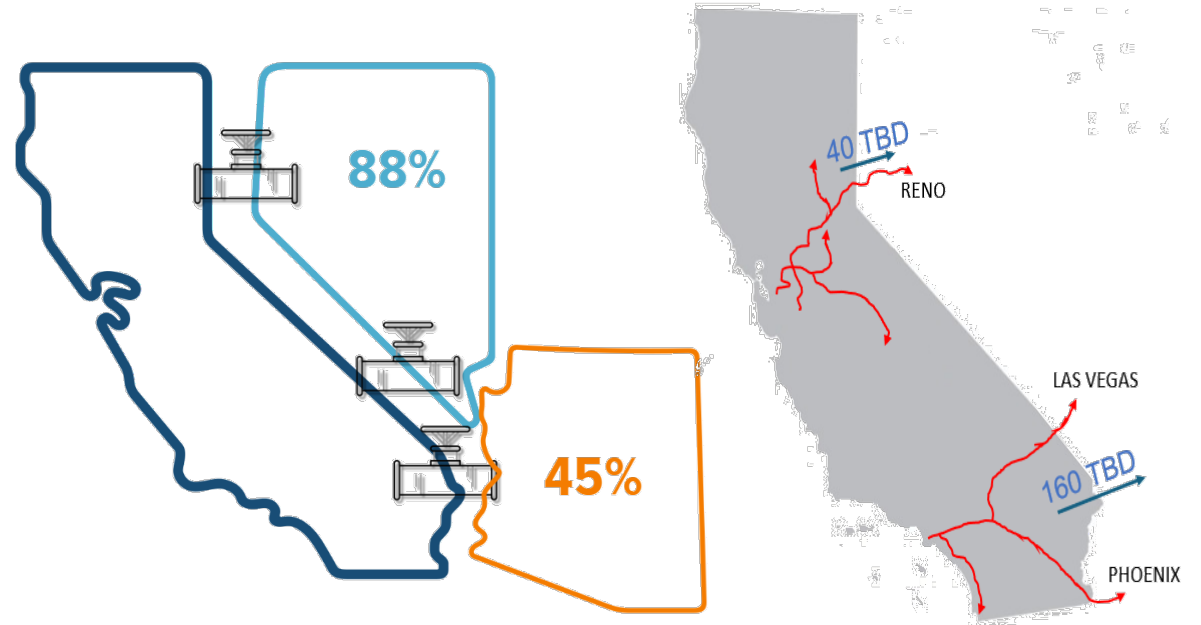 88%
45%
40 TBD
RENO
LAS VEGAS
160 TBD
PHOENIX